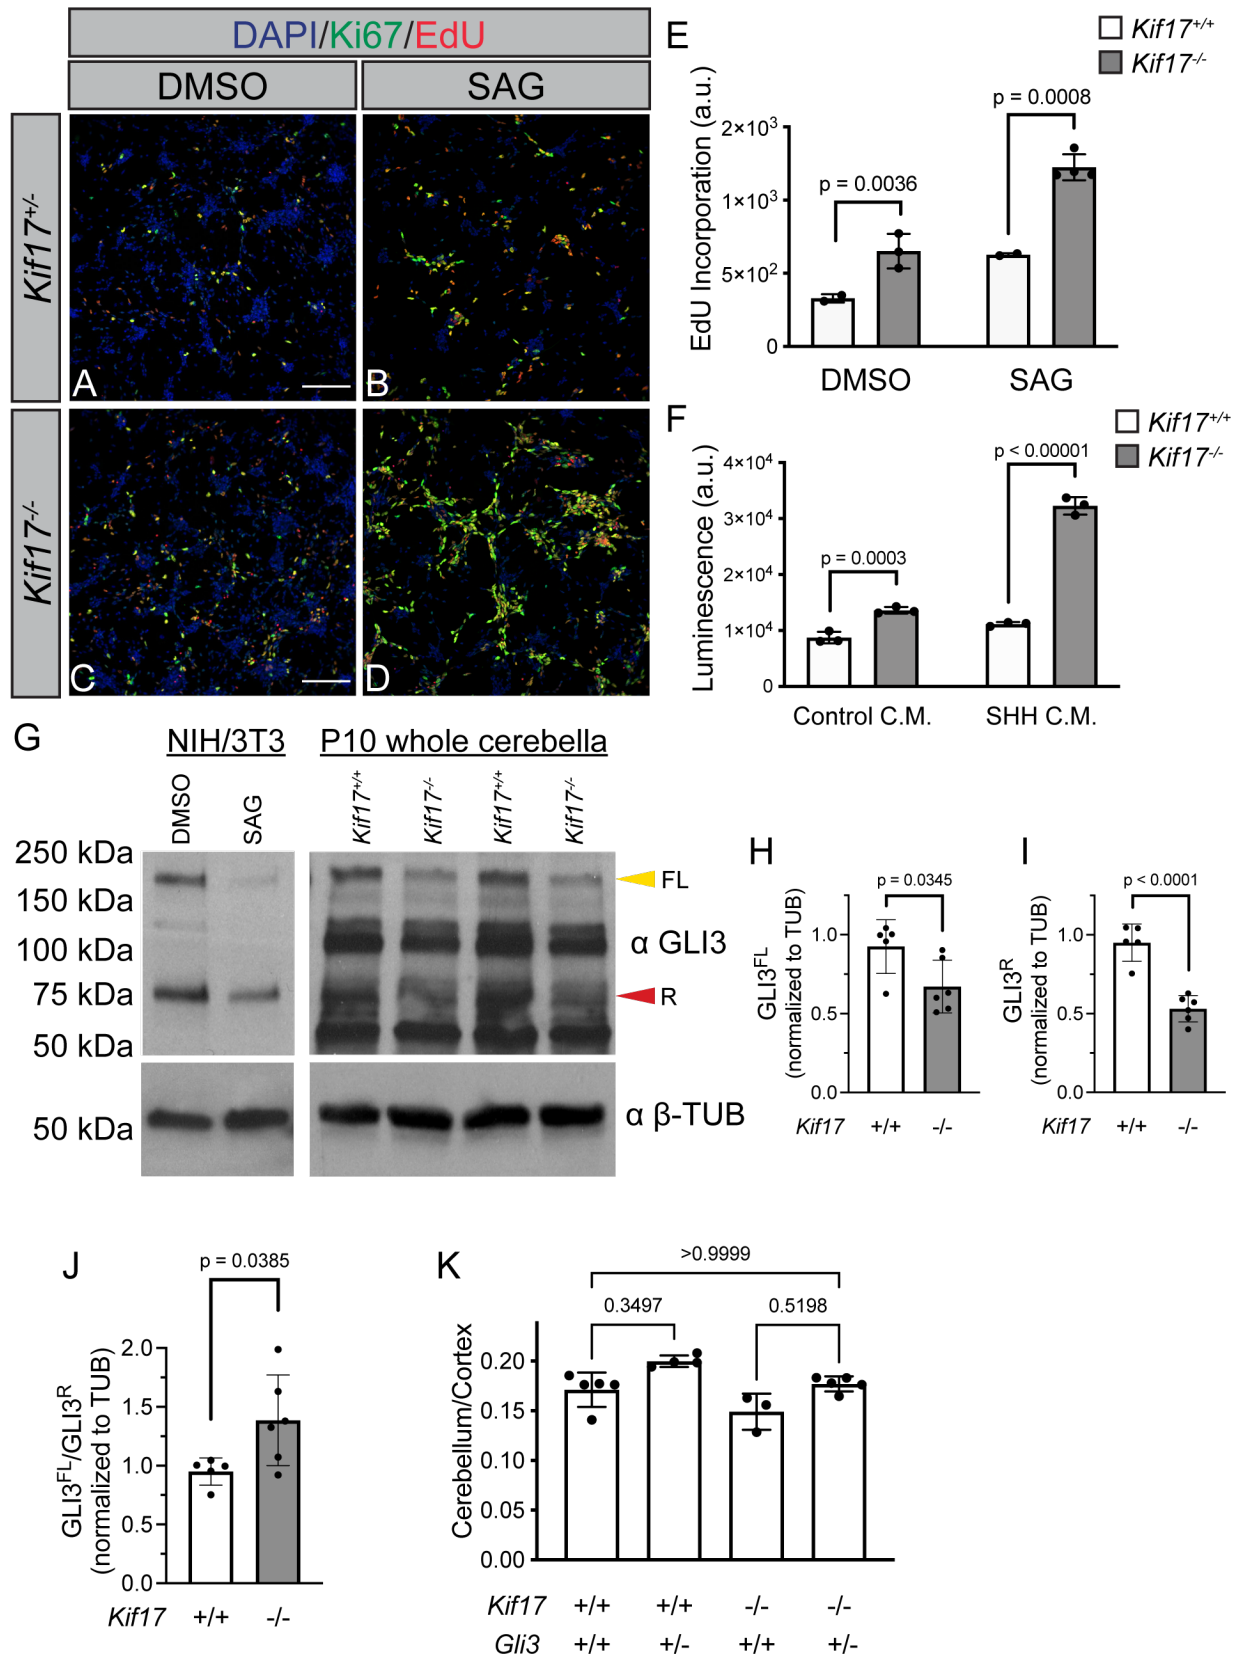 DAPI/Ki67/EdU
DMSO
SAG
Kif17+/-
A
B
Kif17-/-
C
D
E
Kif17+/+
Kif17-/-
EdU Incorporation (a.u.)
2×10³
1×10³
5×10²
0
p = 0.0036
p = 0.0008
DMSO
SAG
F
Kif17+/+
Kif17-/-
Luminescence (a.u.)
4×10⁴
3×10⁴
2×10⁴
1×10⁴
0
p = 0.0003
p < 0.00001
Control C.M.
SHH C.M.
G
NIH/3T3
P10 whole cerebella
DMSO
SAG
Kif17+/+
Kif17-/-
Kif17+/+
Kif17-/-
250 kDa
150 kDa
100 kDa
75 kDa
50 kDa
50 kDa
FL
α GLI3
R
α β-TUB
H
p = 0.0345
GLI3FL
(normalized to TUB)
1.0
0.5
0.0
Kif17
+/+
-/-
I
p < 0.0001
GLI3R
(normalized to TUB)
1.0
0.5
0.0
Kif17
+/+
-/-
J
p = 0.0385
GLI3FL/GLI3R
(normalized to TUB)
2.0
1.5
1.0
0.5
0.0
Kif17
+/+
-/-
K
>0.9999
0.3497
0.5198
Cerebellum/Cortex
0.20
0.15
0.10
0.05
0.00
Kif17 +/+ +/+ -/- -/-
Gli3 +/+ +/- +/+ +/-